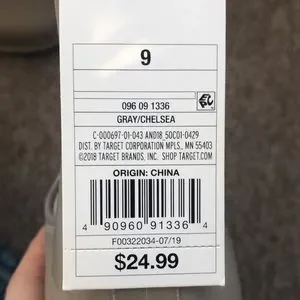 9
096 09 1336
GRAY/CHELSEA
C-000697-01-043 AND18_50C01-0429
DIST. BY TARGET CORPORATION MPLS., MN 55403
©2018 TARGET BRANDS, INC. SHOP TARGET.COM
ORIGIN: CHINA
4 90960 91336 4
F00322034-07/19
$24.99